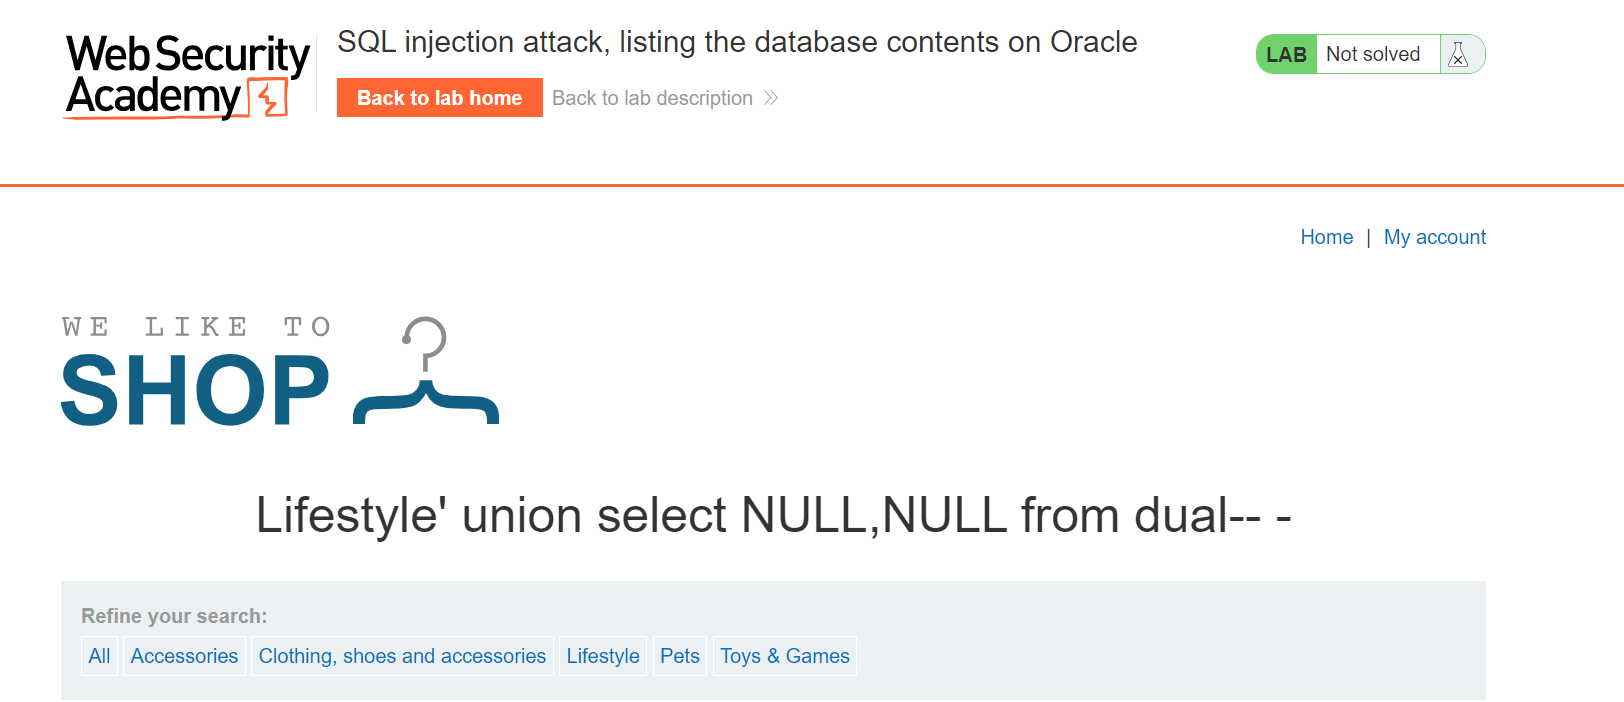 Web Security
Academy
SQL injection attack, listing the database contents on Oracle
Back to lab home
Back to lab description
LAB
Not solved
Home | My account
WE LIKE TO
SHOP
Lifestyle' union select NULL,NULL from dual-- -
Refine your search:
All
Accessories
Clothing, shoes and accessories
Lifestyle
Pets
Toys & Games